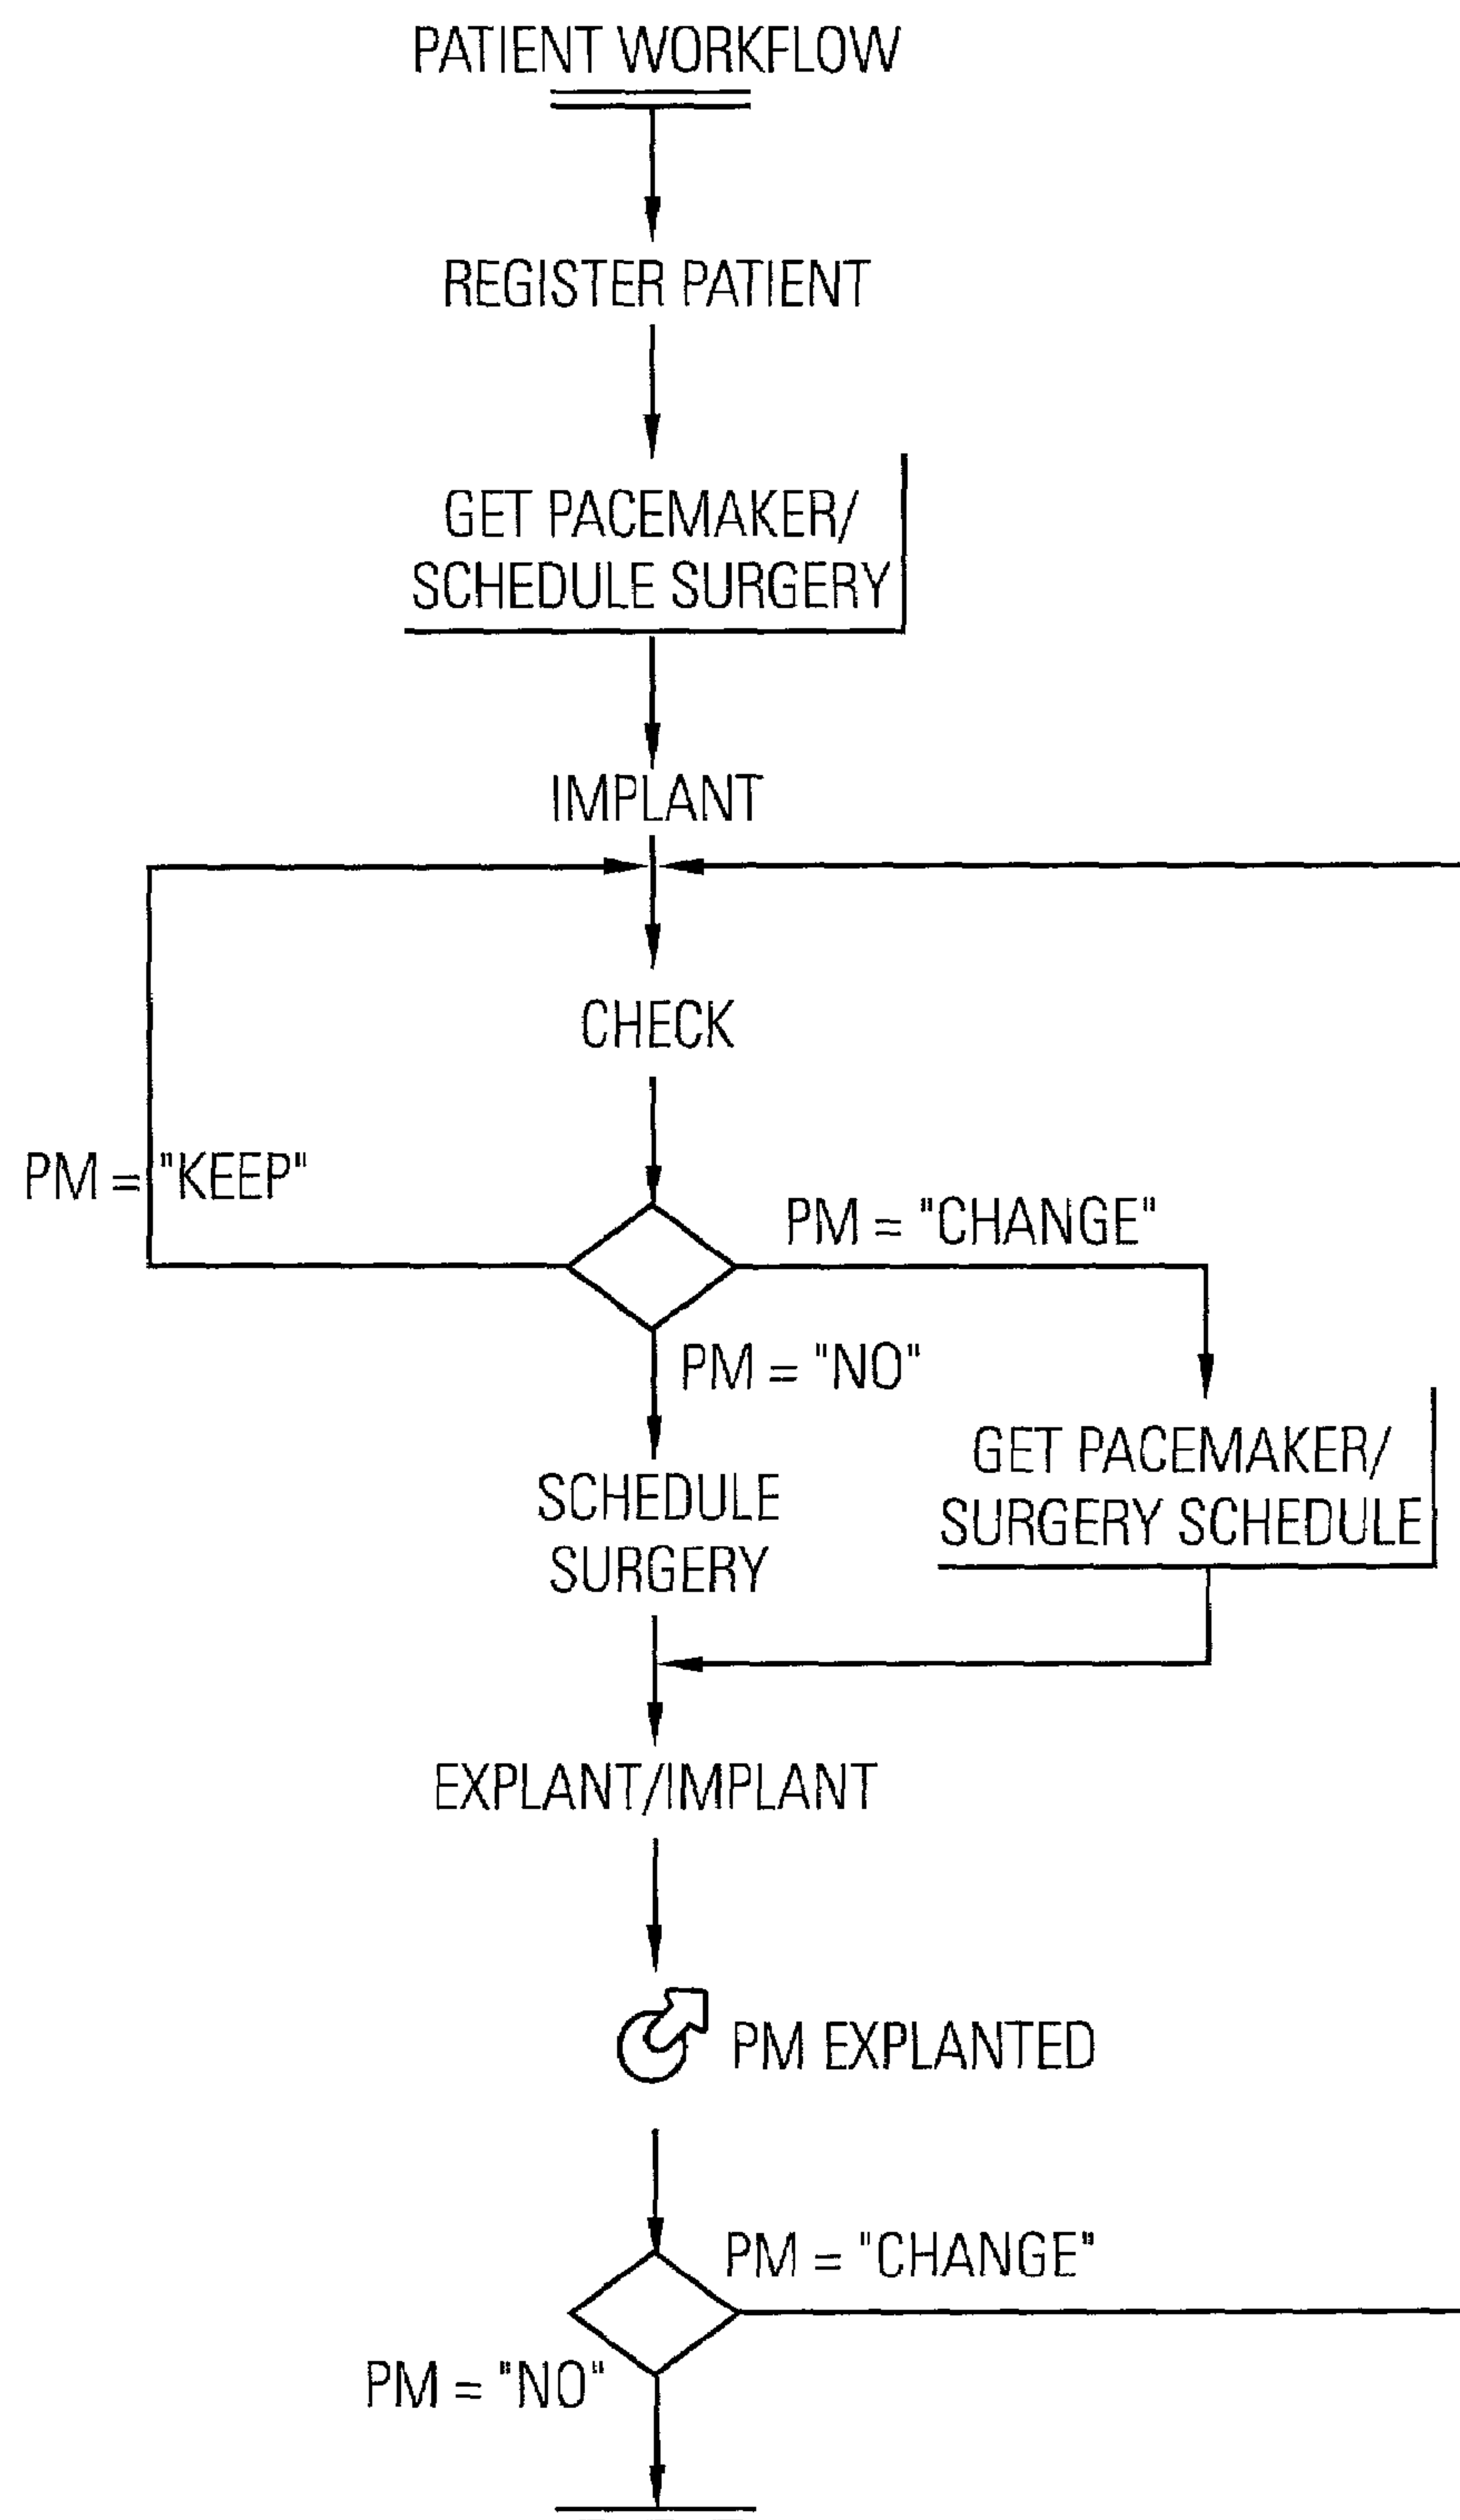 PATIENT WORKFLOW
REGISTER PATIENT
GET PACEMAKER/
SCHEDULE SURGERY
IMPLANT
CHECK
PM = "KEEP"
PM = "CHANGE"
PM = "NO"
GET PACEMAKER/
SURGERY SCHEDULE
SCHEDULE
SURGERY
EXPLANT/IMPLANT
PM EXPLANTED
PM = "CHANGE"
PM = "NO"